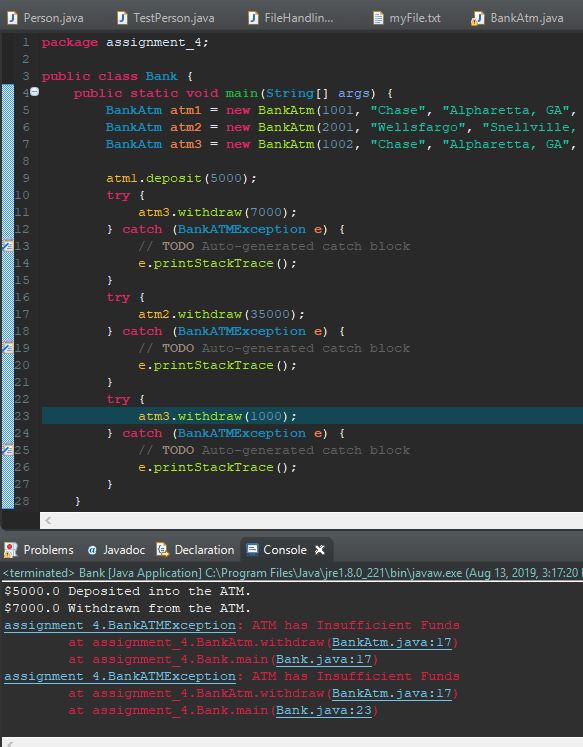 Person.java TestPerson.java FileHandlin... myFile.txt BankAtm.java
1 package assignment_4;
2
3 public class Bank {
4 public static void main(String[] args) {
5 BankAtm atm1 = new BankAtm(1001, "Chase", "Alpharetta, GA",
6 BankAtm atm2 = new BankAtm(2001, "Wellsfargo", "Snellville,
7 BankAtm atm3 = new BankAtm(1002, "Chase", "Alpharetta, GA",
8
9 atm1.deposit(5000);
10 try {
11 atm3.withdraw(7000);
12 } catch (BankATMException e) {
13 // TODO Auto-generated catch block
14 e.printStackTrace();
15 }
16 try {
17 atm2.withdraw(35000);
18 } catch (BankATMException e) {
19 // TODO Auto-generated catch block
20 e.printStackTrace();
21 }
22 try {
23 atm3.withdraw(1000);
24 } catch (BankATMException e) {
25 // TODO Auto-generated catch block
26 e.printStackTrace();
27 }
28 }
Problems @ Javadoc Declaration Console
<terminated> Bank [Java Application] C:\Program Files\Java\jre1.8.0_221\bin\javaw.exe (Aug 13, 2019, 3:17:20
$5000.0 Deposited into the ATM.
$7000.0 Withdrawn from the ATM.
assignment_4.BankATMException: ATM has Insufficient Funds
at assignment_4.BankAtm.withdraw(BankAtm.java:17)
at assignment_4.Bank.main(Bank.java:17)
assignment_4.BankATMException: ATM has Insufficient Funds
at assignment_4.BankAtm.withdraw(BankAtm.java:17)
at assignment_4.Bank.main(Bank.java:23)